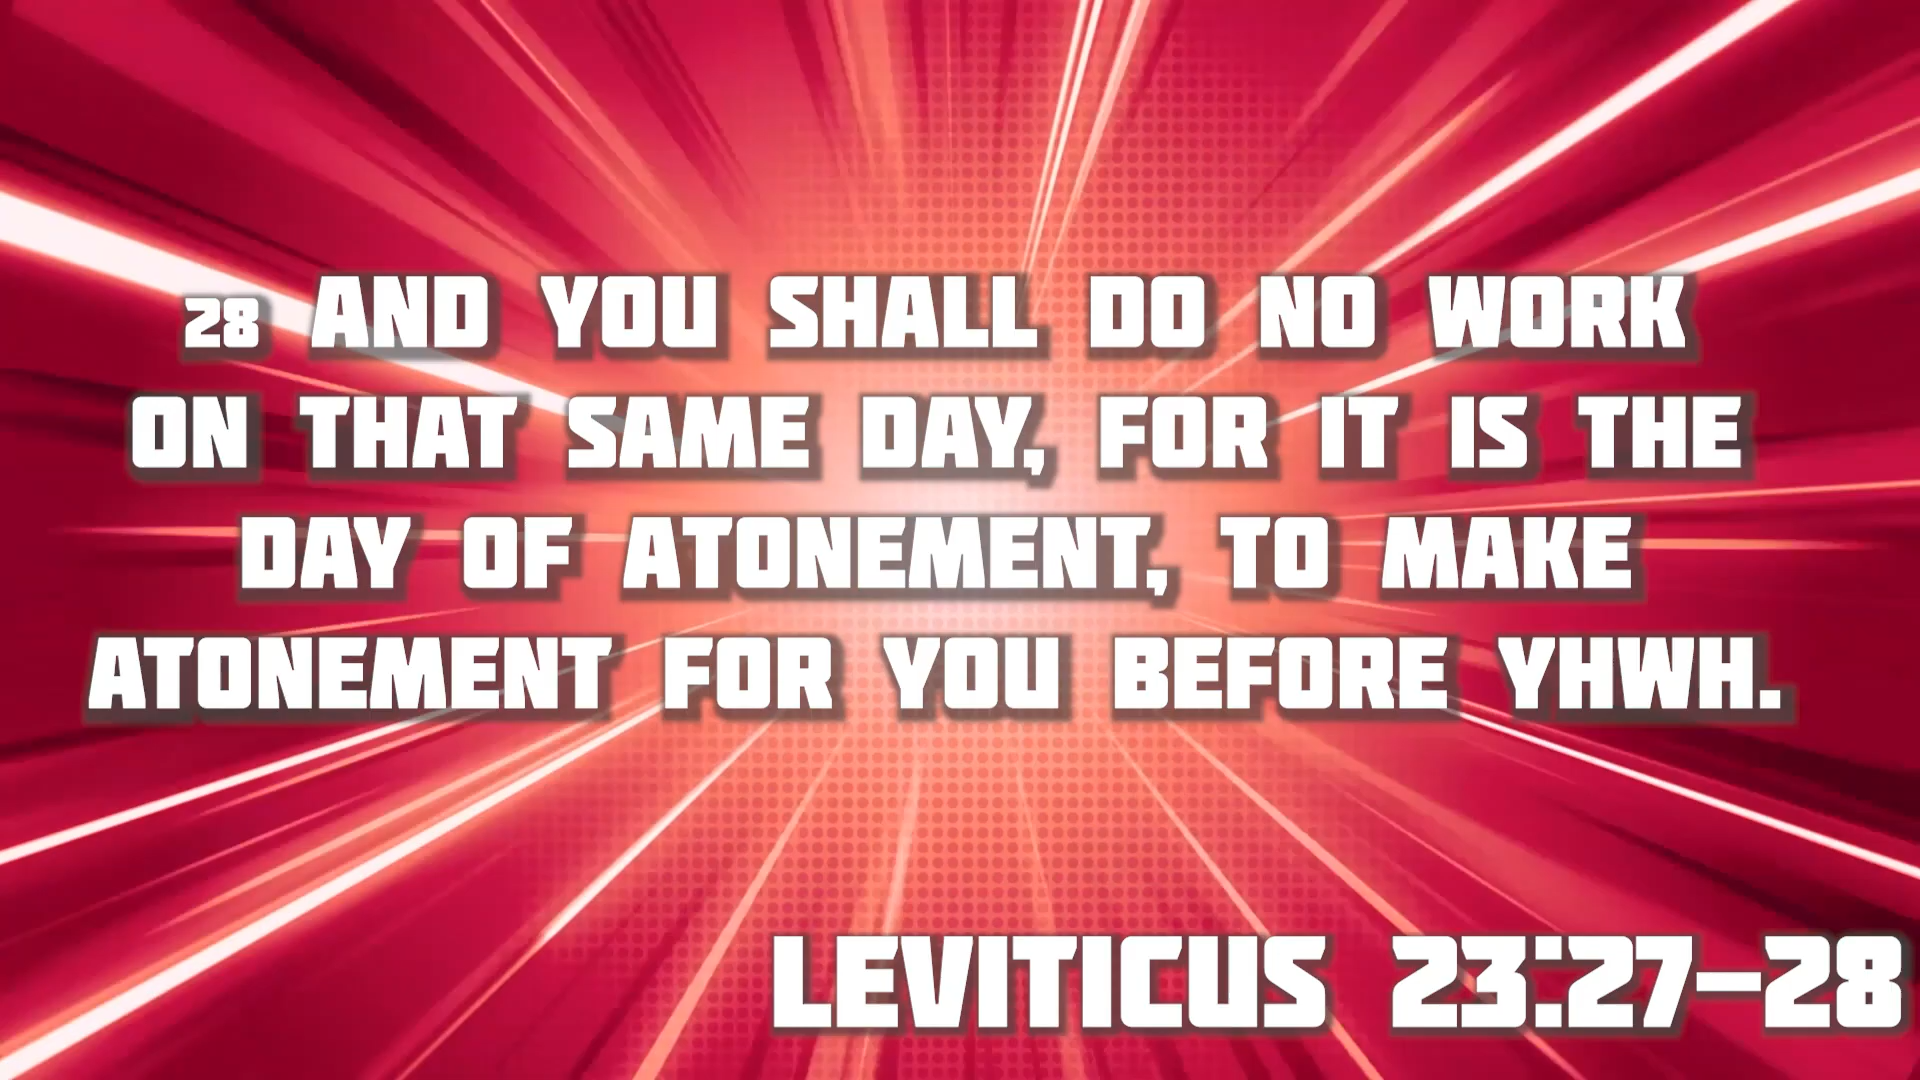 28 AND YOU SHALL DO NO WORK
ON THAT SAME DAY, FOR IT IS THE
DAY OF ATONEMENT, TO MAKE
ATONEMENT FOR YOU BEFORE YHWH.
LEVITICUS 23:27–28